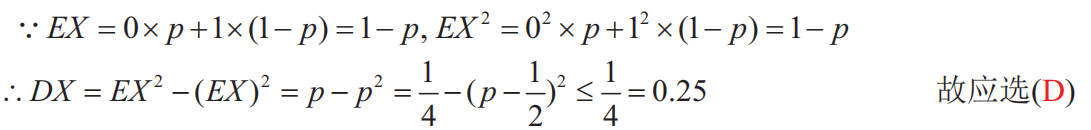 ∵ EX = 0 × p + 1 × (1 − p) = 1 − p, EX² = 0² × p + 1² × (1 − p) = 1 − p
∴ DX = EX² − (EX)² = p − p² = 1/4 − (p − 1/2)² ≤ 1/4 = 0.25 故应选(D)